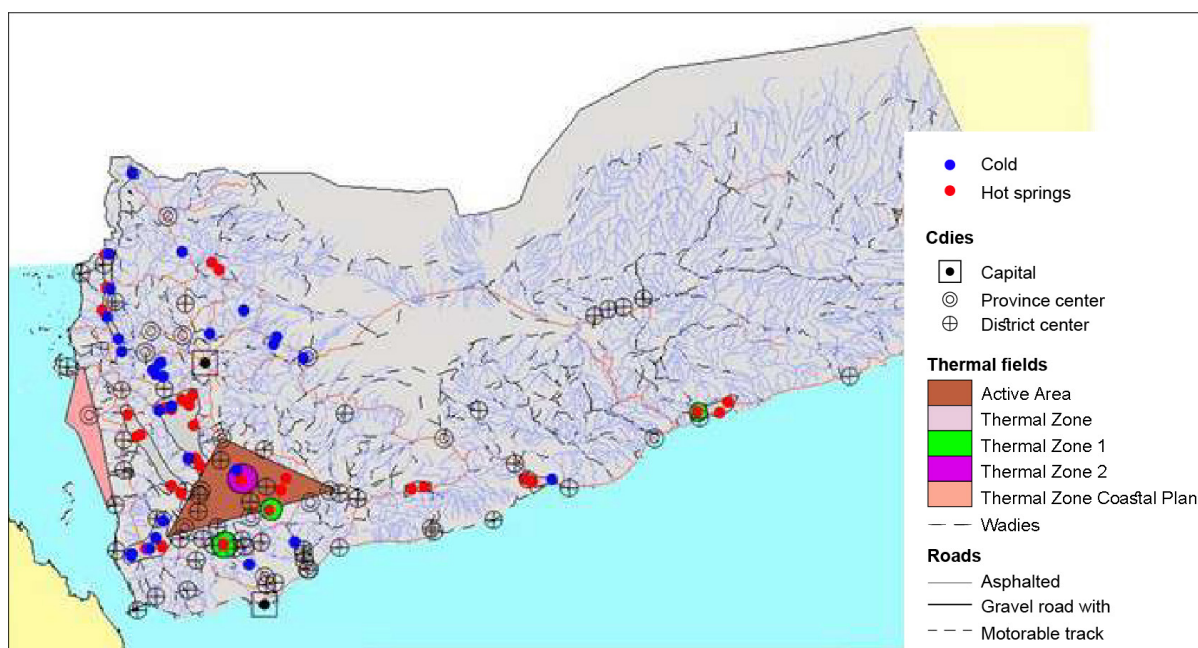 Cold
Hot springs
Cdies
Capital
Province center
District center
Thermal fields
Active Area
Thermal Zone
Thermal Zone 1
Thermal Zone 2
Thermal Zone Coastal Plan
Wadies
Roads
Asphalted
Gravel road with
Motorable track